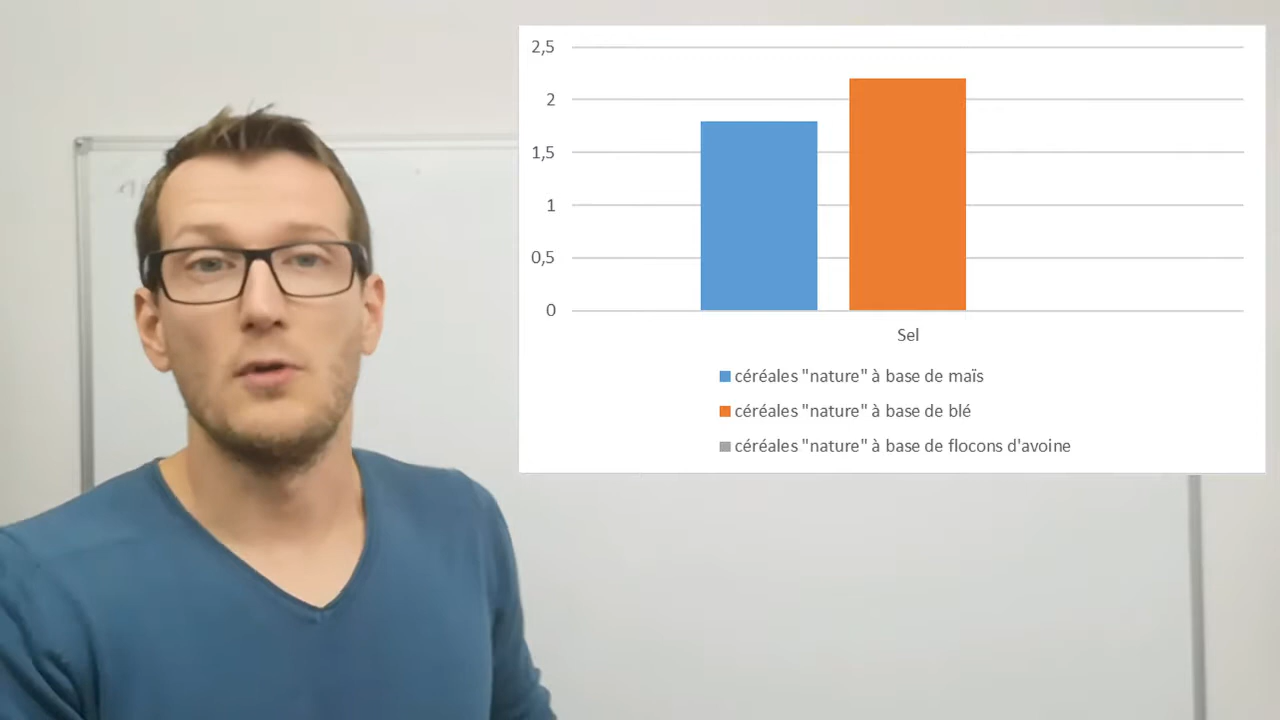 2,5
2
1,5
1
0,5
0
Sel
céréales "nature" à base de maïs
céréales "nature" à base de blé
céréales "nature" à base de flocons d'avoine